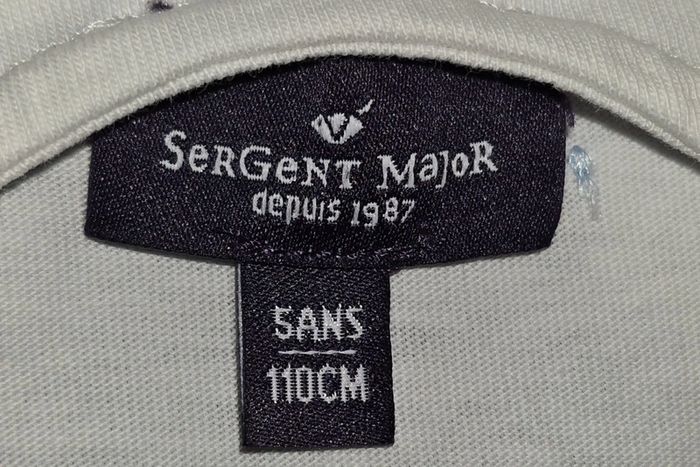 SerGent Major
depuis 1987
5ANS
110CM